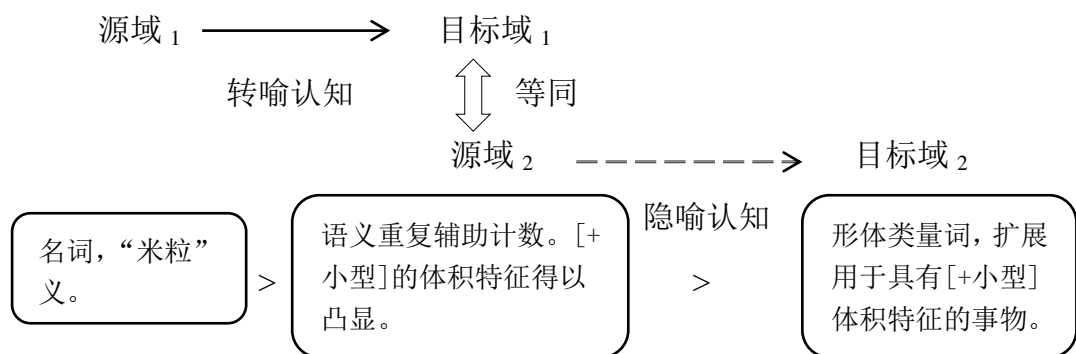 源域₁
目标域₁
转喻认知
等同
源域₂
目标域₂
隐喻认知
名词，“米粒”
义。
>
语义重复辅助计数。[+
小型]的体积特征得以
凸显。
>
形体类量词，扩展
用于具有[+小型]
体积特征的事物。